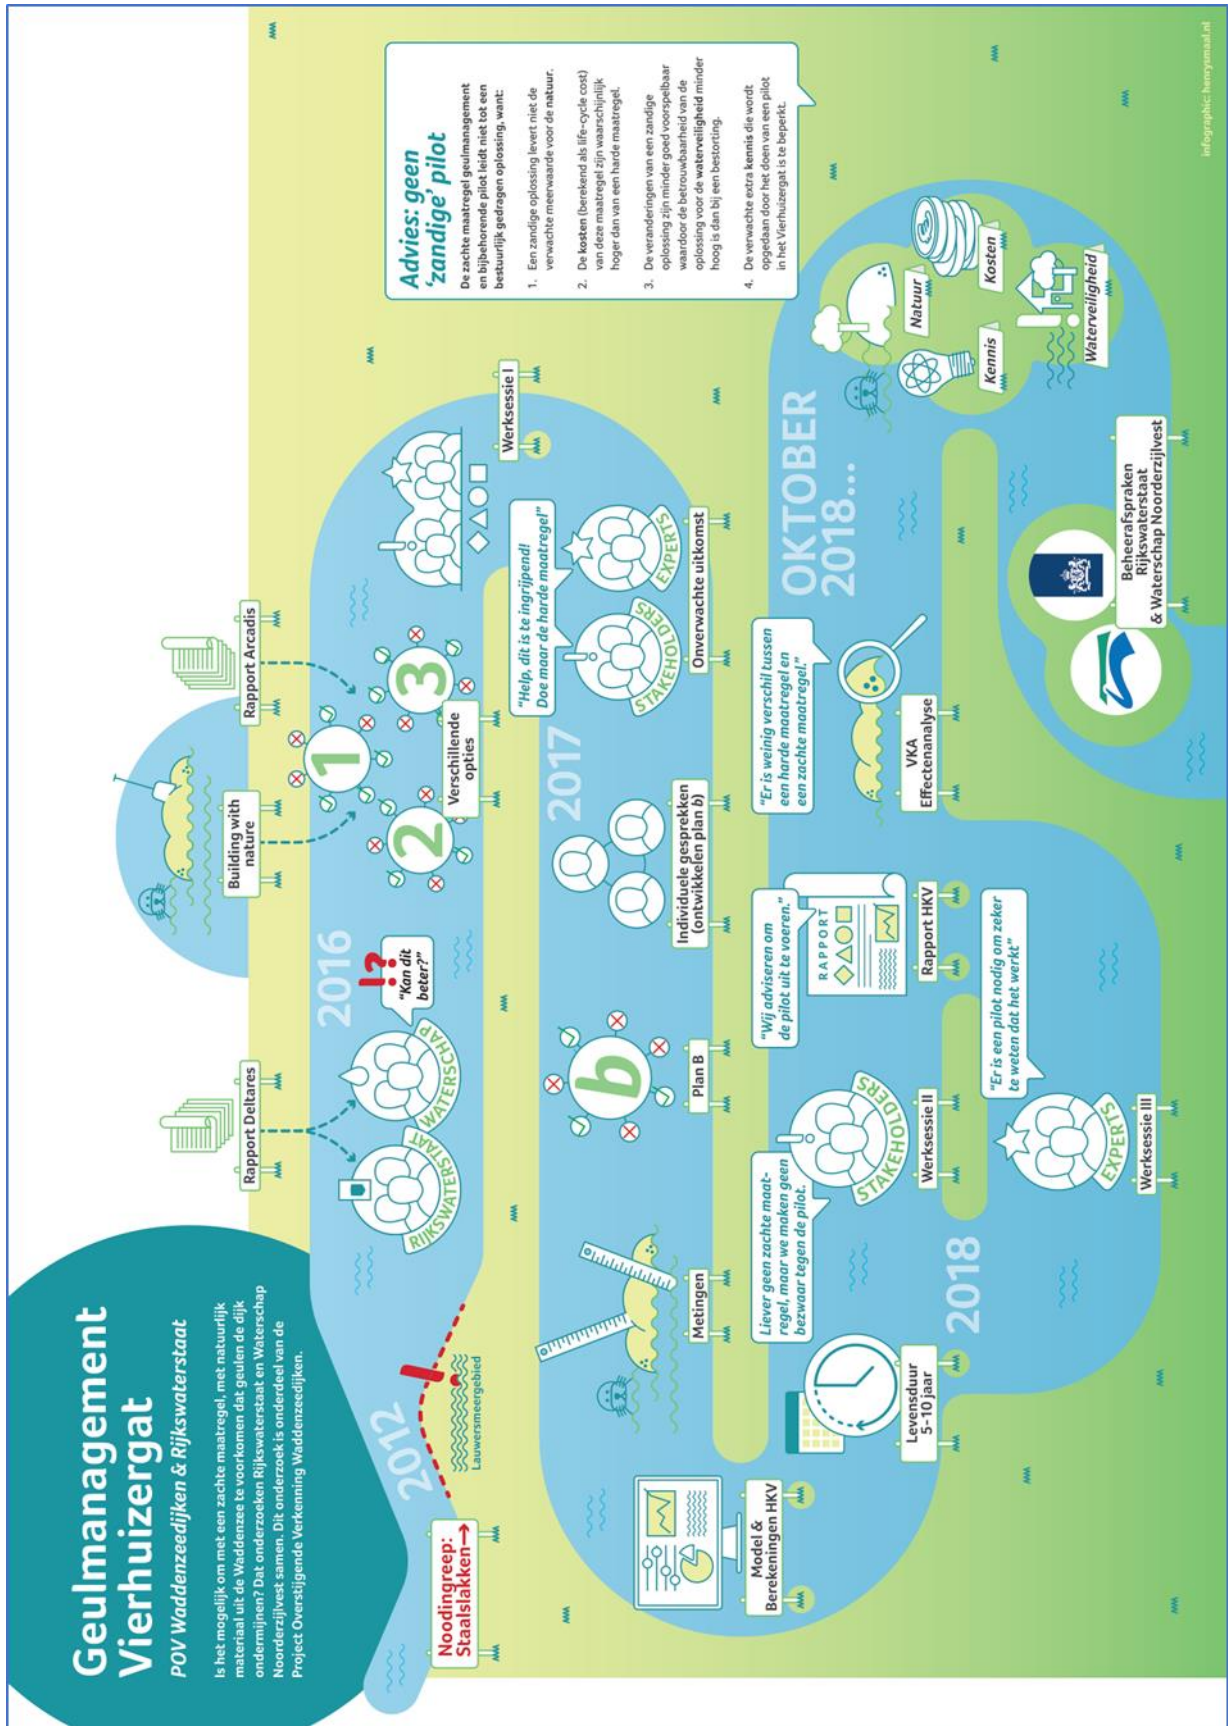 Geulmanagement
Vierhuizergat
POV Waddenzeedijken & Rijkswaterstaat
Is het mogelijk om met een zachte maatregel, met natuurlijk
materiaal uit de Waddenzee te voorkomen dat geulen de dijk
ondermijnen? Dat onderzoeken Rijkswaterstaat en Waterschap
Noorderzijlvest samen. Dit onderzoek is onderdeel van de
Project Overstijgende Verkenning Waddenzeedijken.
Noodingreep:
Staalslakken→
2012
!
Lauwersmeergebied
Rapport Deltares
RIJKSWATERSTAAT
WATERSCHAP
2016
!?
“Kan dit
beter?”
Building with
nature
Rapport Arcadis
1
2
3
Verschillende
opties
Werksessie I
“Help, dit is te ingrijpend!
Doe maar de harde maatregel”
STAKEHOLDERS
EXPERTS
Onverwachte uitkomst
2017
Individuele gesprekken
(ontwikkelen plan b)
b
Plan B
Metingen
Model &
Berekeningen HKV
Levensduur
5-10 jaar
2018
Liever geen zachte maat-
regel, maar we maken geen
bezwaar tegen de pilot.
STAKEHOLDERS
Werksessie II
“Er is een pilot nodig om zeker
te weten dat het werkt”
EXPERTS
Werksessie III
“Wij adviseren om
de pilot uit te voeren.”
RAPPORT
Rapport HKV
“Er is weinig verschil tussen
een harde maatregel en
een zachte maatregel.”
VKA
Effectenanalyse
OKTOBER
2018...
Natuur
Kennis
Kosten
Waterveiligheid
Beheerafspraken
Rijkswaterstaat
& Waterschap Noorderzijlvest
Advies: geen
‘zandige’ pilot
De zachte maatregel geulmanagement
en bijbehorende pilot leidt niet tot een
bestuurlijk gedragen oplossing, want:
1. Een zandige oplossing levert niet de
verwachte meerwaarde voor de natuur.
2. De kosten (berekend als life-cycle cost)
van deze maatregel zijn waarschijnlijk
hoger dan van een harde maatregel.
3. De veranderingen van een zandige
oplossing zijn minder goed voorspelbaar
waardoor de betrouwbaarheid van de
oplossing voor de waterveiligheid minder
hoog is dan bij een bestorting.
4. De verwachte extra kennis die wordt
opgedaan door het doen van een pilot
in het Vierhuizergat is te beperkt.
infographic: henrysmaal.nl